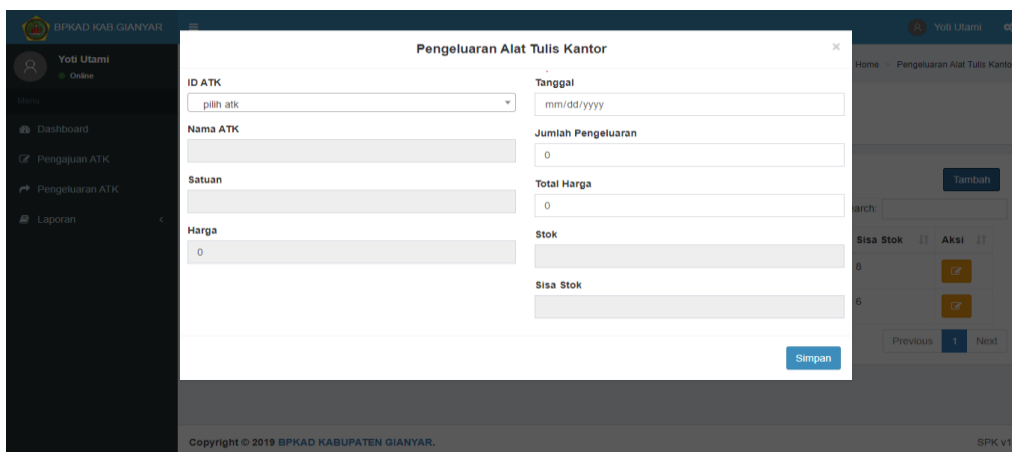 BPKAD KAB.GIANYAR
Yoti Utami
Yoti Utami
Online
Menu
Dashboard
Pengajuan ATK
Pengeluaran ATK
Laporan
Home > Pengeluaran Alat Tulis Kanto
Pengeluaran Alat Tulis Kantor
×
ID ATK
pilih atk
Nama ATK
Satuan
Harga
0
Tanggal
mm/dd/yyyy
Jumlah Pengeluaran
0
Total Harga
0
Stok
Sisa Stok
Simpan
Tambah
earch:
Sisa Stok Aksi
8
6
Previous 1 Next
Copyright © 2019 BPKAD KABUPATEN GIANYAR.
SPK v1